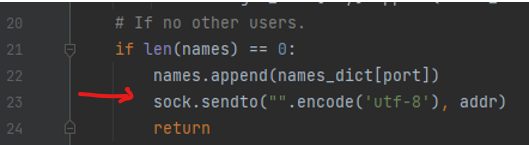 20 # If no other users.
21 if len(names) == 0:
22 names.append(names_dict[port])
23 sock.sendto("".encode('utf-8'), addr)
24 return